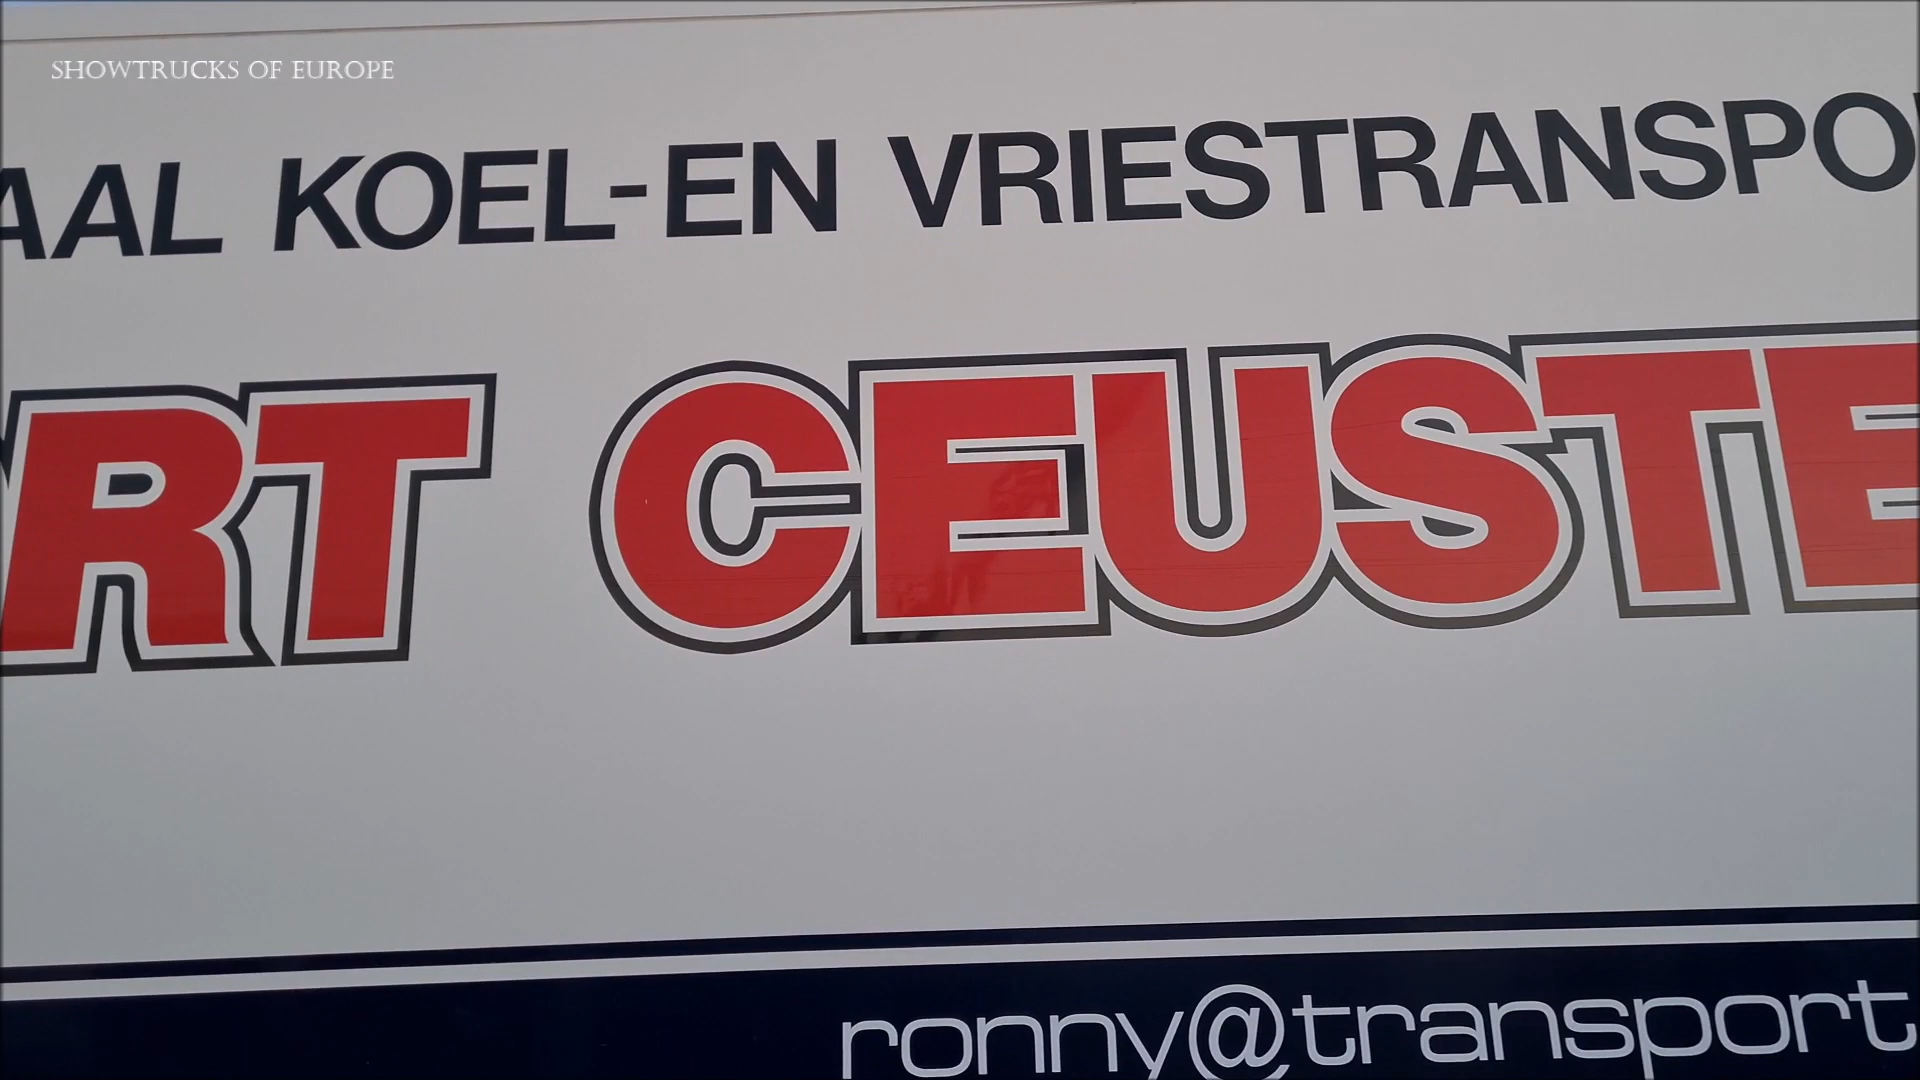 SHOWTRUCKS OF EUROPE
AAL KOEL-EN VRIESTRANSPO
RT CEUSTE
ronny@transport